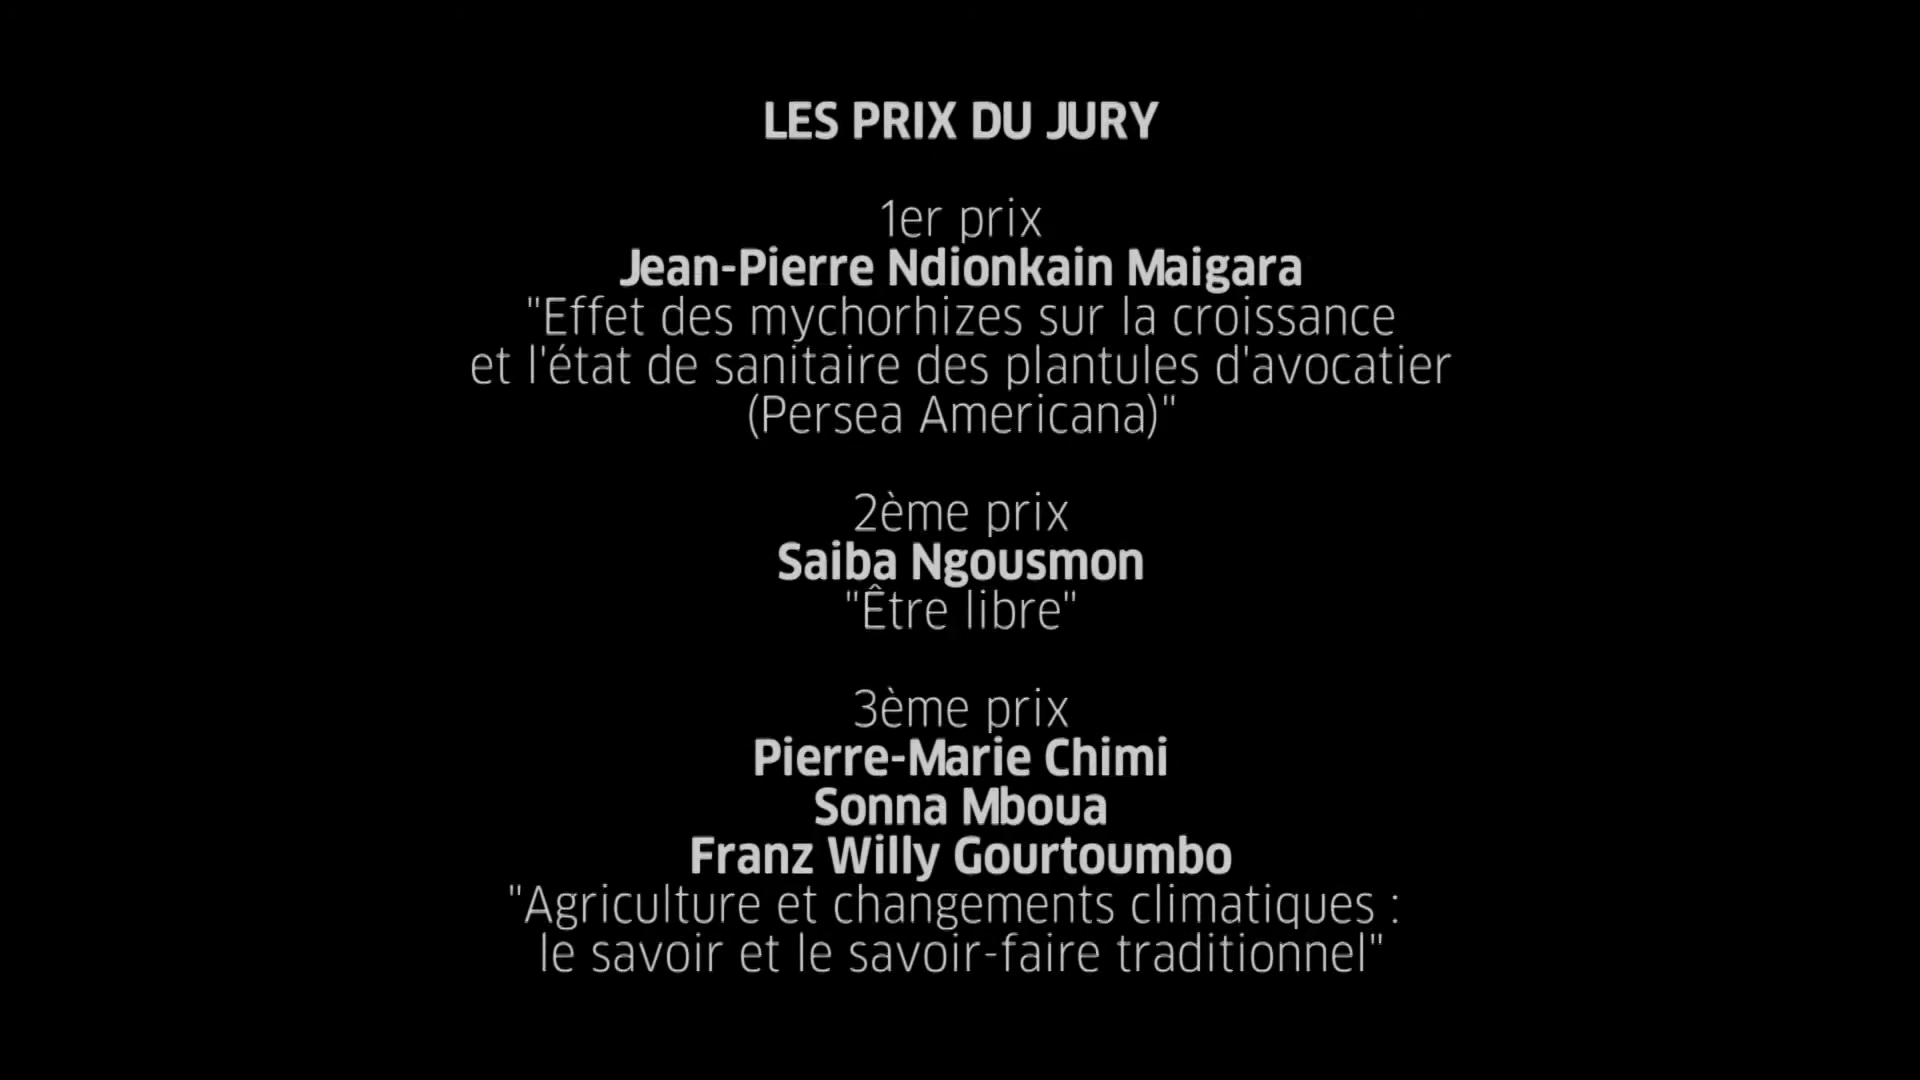 LES PRIX DU JURY
1er prix
Jean-Pierre Ndionkain Maigara
"Effet des mychorhizes sur la croissance
et l'état de sanitaire des plantules d'avocatier
(Persea Americana)"
2ème prix
Saiba Ngousmon
"Être libre"
3ème prix
Pierre-Marie Chimi
Sonna Mboua
Franz Willy Gourtoumbo
"Agriculture et changements climatiques :
le savoir et le savoir-faire traditionnel"